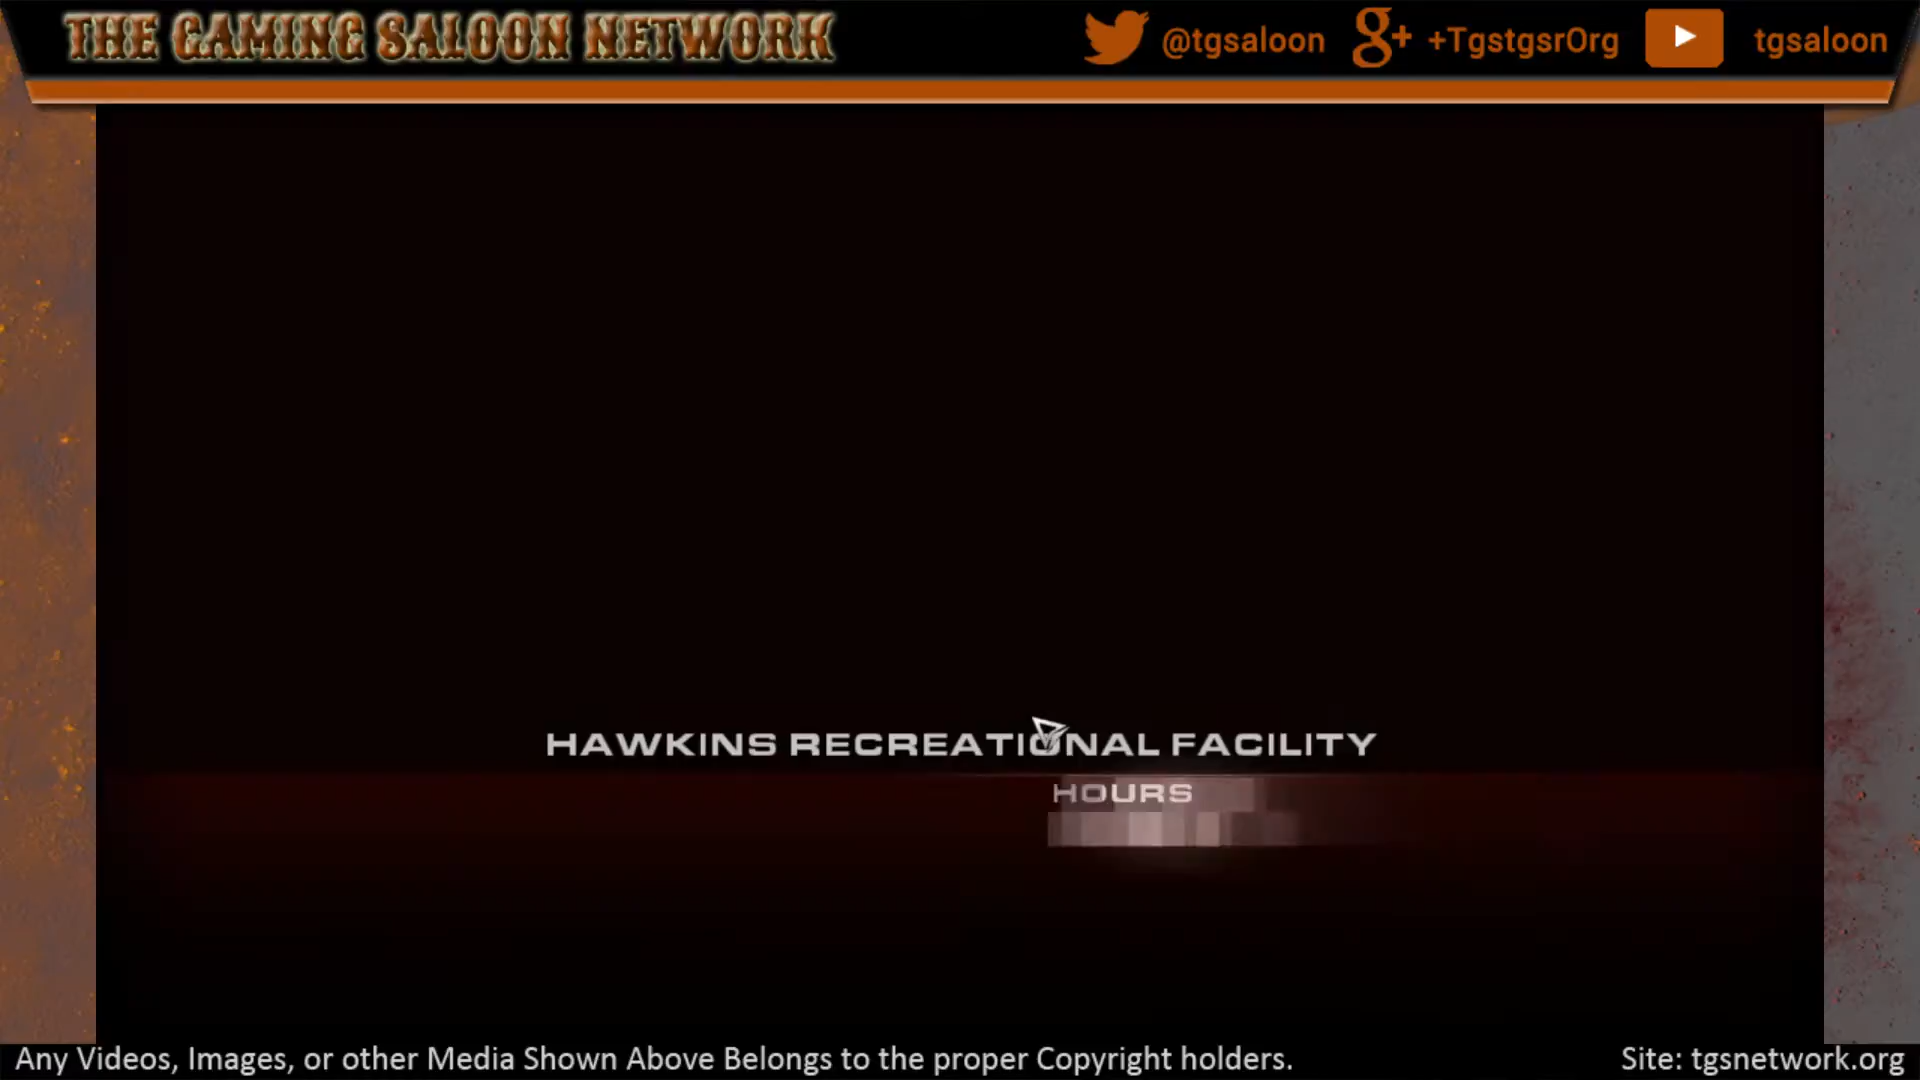 THE GAMING SALOON NETWORK
@tgsaloon
g+ +TgstgsrOrg
tgsaloon
HAWKINS RECREATIONAL FACILITY
HOURS
Any Videos, Images, or other Media Shown Above Belongs to the proper Copyright holders.
Site: tgsnetwork.org